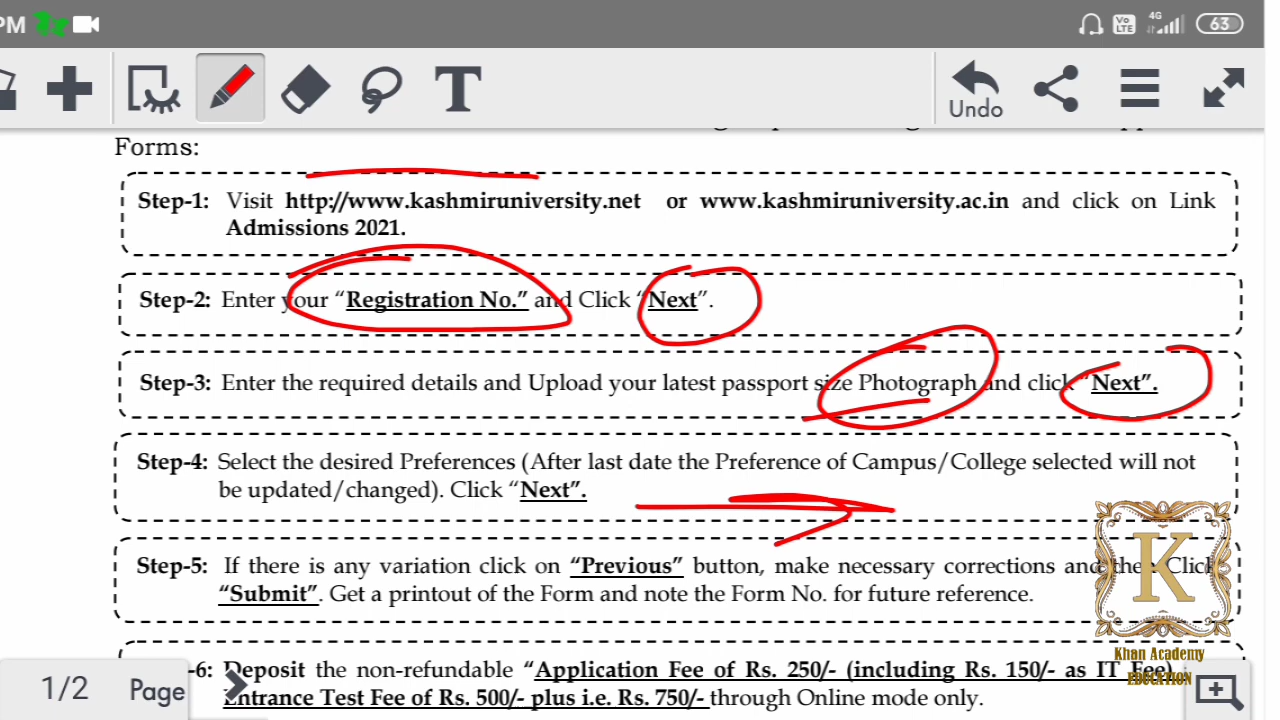 PM
Vo
LTE
4G
63
T
Undo
Forms:
Step-1: Visit http://www.kashmiruniversity.net or www.kashmiruniversity.ac.in and click on Link
Admissions 2021.
Step-2: Enter your “Registration No.” and Click “Next”.
Step-3: Enter the required details and Upload your latest passport size Photograph and click “Next”.
Step-4: Select the desired Preferences (After last date the Preference of Campus/College selected will not
be updated/changed). Click “Next”.
Step-5: If there is any variation click on “Previous” button, make necessary corrections and then Click
“Submit”. Get a printout of the Form and note the Form No. for future reference.
K
Khan Academy
EDUCATION
-6: Deposit the non-refundable “Application Fee of Rs. 250/- (including Rs. 150/- as IT Fee)
Entrance Test Fee of Rs. 500/- plus i.e. Rs. 750/- through Online mode only.
1/2 Page